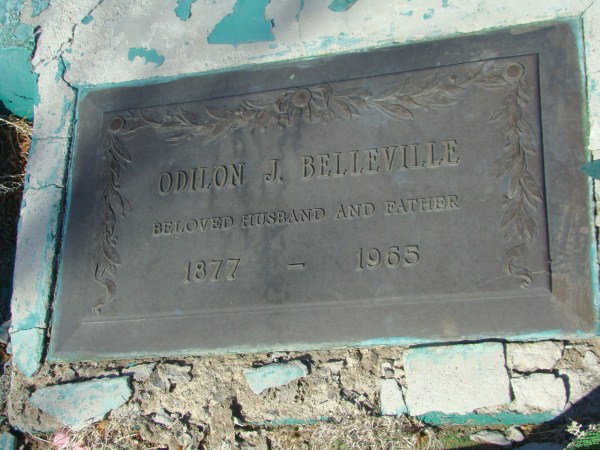 ODILON J. BELLEVILLE
BELOVED HUSBAND AND FATHER
1877 – 1965